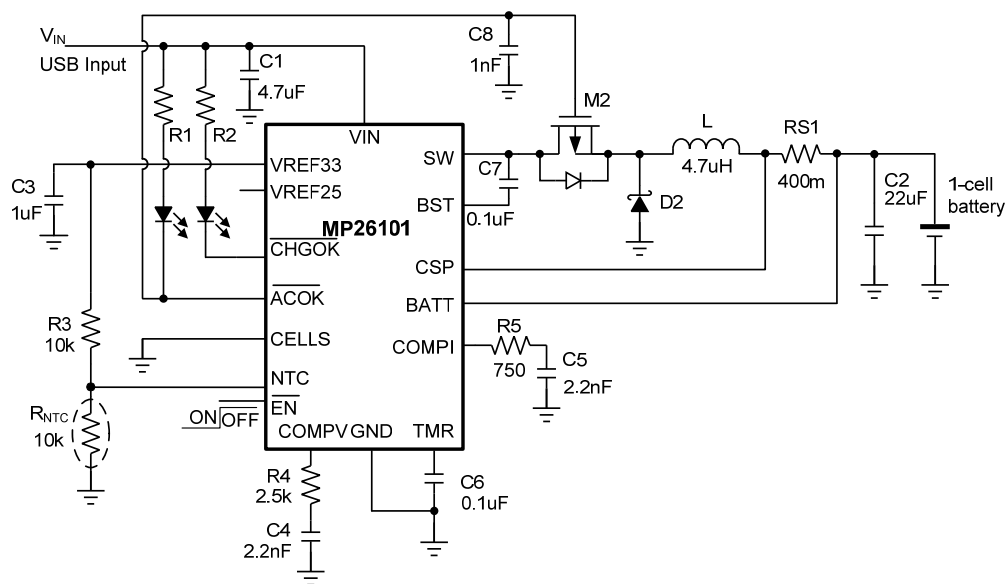 VIN
USB Input
C8
1nF
C1
4.7uF
M2
R1
R2
VIN
L
4.7uH
RS1
400m
C3
1uF
VREF33
VREF25
SW
C7
0.1uF
BST
D2
C2
22uF
1-cell
battery
MP26101
CHGOK
CSP
ACOK
BATT
R3
10k
CELLS
COMPI
R5
750
C5
2.2nF
NTC
EN
ON
OFF
RNTC
10k
COMPV
GND
TMR
R4
2.5k
C6
0.1uF
C4
2.2nF